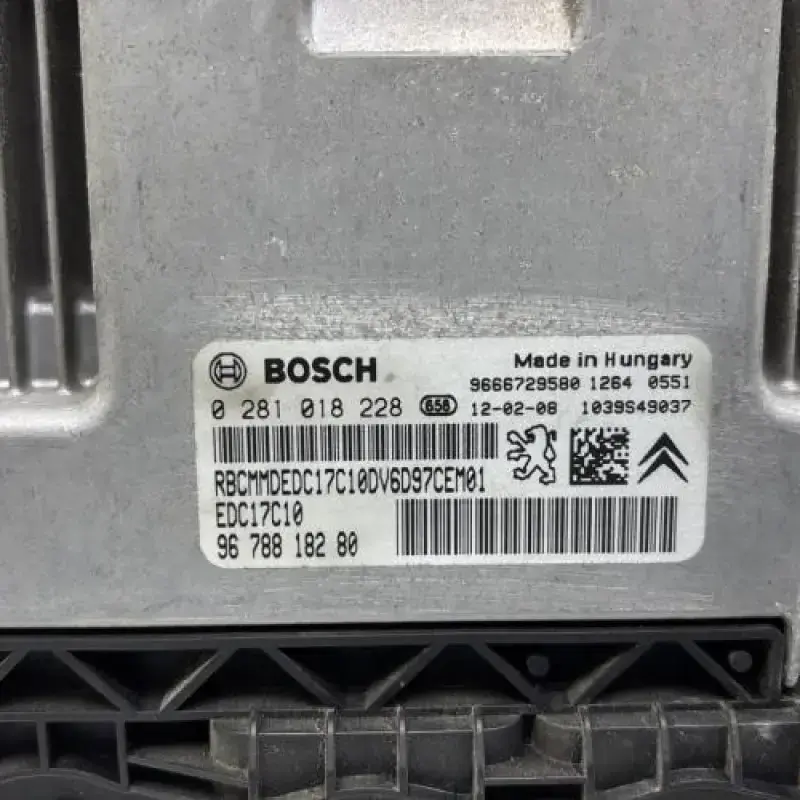 BOSCH
Made in Hungary
9666729580 1264 0551
0 281 018 228 656 12-02-08 1039S49037
RBCMMDEDC17C10DV6D97CEM01
EDC17C10
96 788 182 80